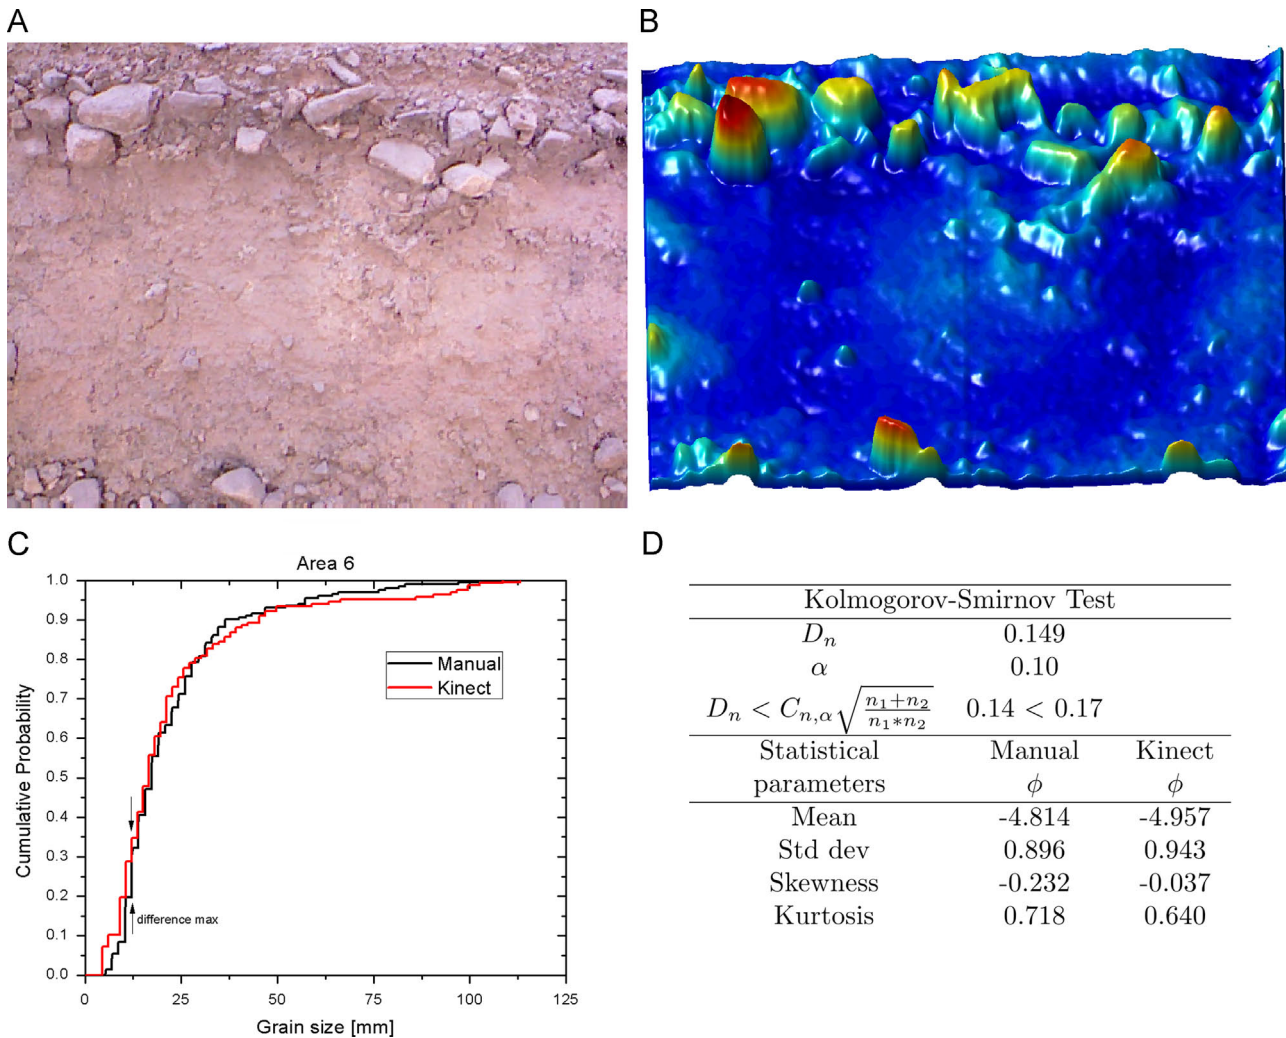 A
B
C
Area 6
1.0
0.9
0.8
0.7
0.6
0.5
0.4
0.3
0.2
0.1
0.0
Cumulative Probability
Manual
Kinect
difference max
0
25
50
75
100
125
Grain size [mm]
D
Kolmogorov-Smirnov Test
Dₙ 0.149
α 0.10
Dₙ < Cₙ,α√((n₁+n₂)/(n₁*n₂)) 0.14 < 0.17
Statistical Manual Kinect
parameters ϕ ϕ
Mean -4.814 -4.957
Std dev 0.896 0.943
Skewness -0.232 -0.037
Kurtosis 0.718 0.640